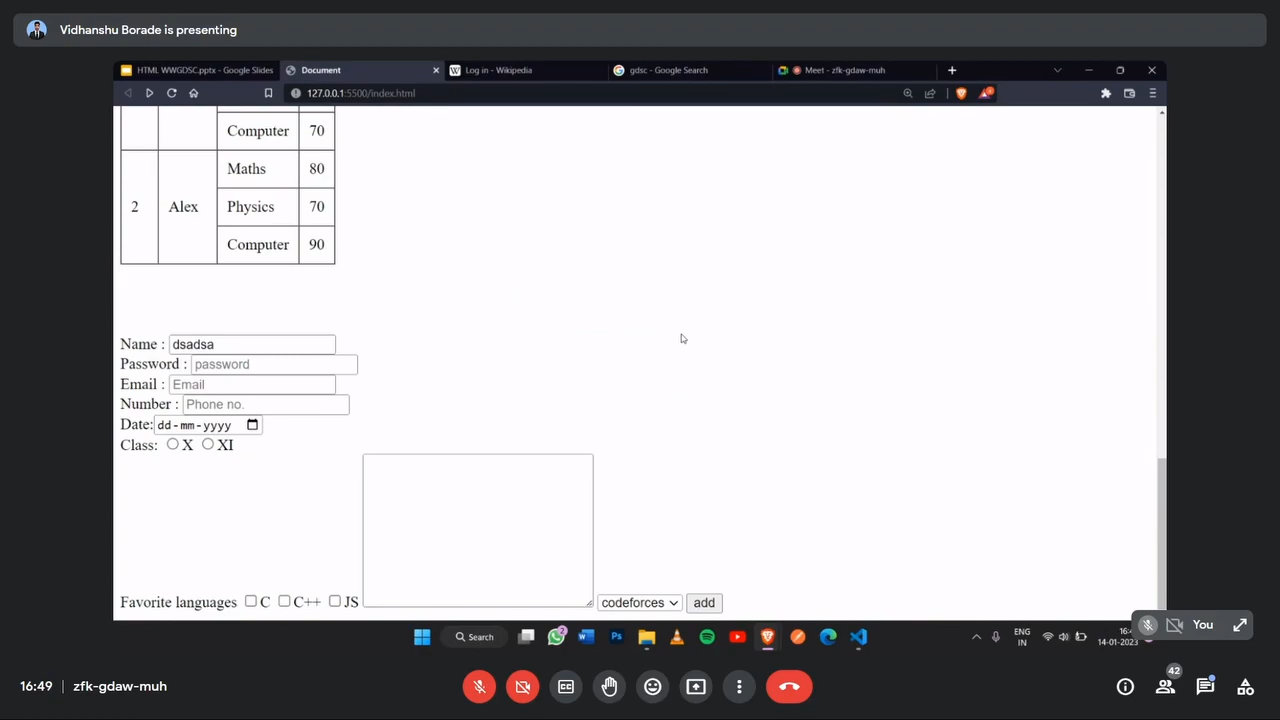 Vidhanshu Borade is presenting
HTML WWGDSC.pptx - Google Slides
Document
Log in - Wikipedia
gdsc - Google Search
Meet - zfk-gdaw-muh
127.0.0.1:5500/index.html
Computer 70
Maths 80
2 Alex Physics 70
Computer 90
Name : dsadsa
Password : password
Email : Email
Number : Phone no.
Date: dd-mm-yyyy
Class: X XI
Favorite languages C C++ JS codeforces add
Search
ENG
IN
14-01-2023
You
16:49 | zfk-gdaw-muh
42